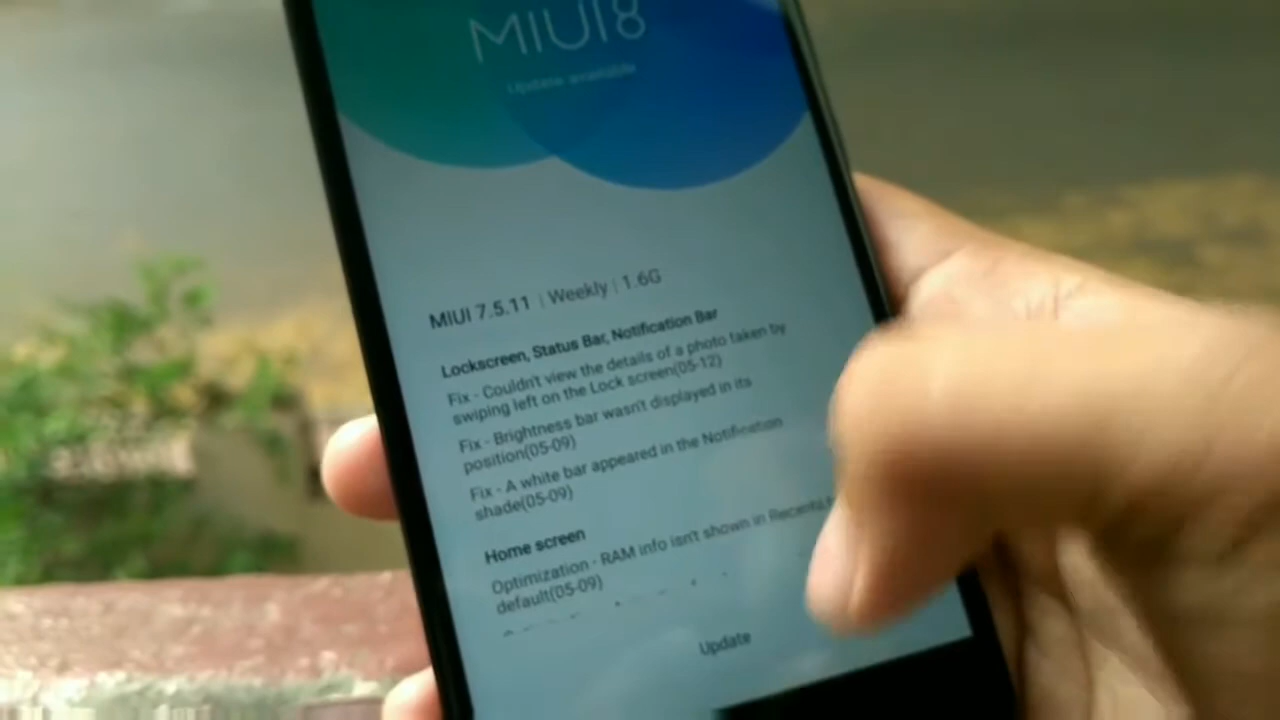 MIUI8
Update available
MIUI 7.5.11 | Weekly | 1.6G
Lockscreen, Status Bar, Notification Bar
Fix - Couldn't view the details of a photo taken by
swiping left on the Lock screen(05-12)
Fix - Brightness bar wasn't displayed in its
position(05-09)
Fix - A white bar appeared in the Notification
shade(05-09)
Home screen
Optimization - RAM info isn't shown in Recents
default(05-09)
Update